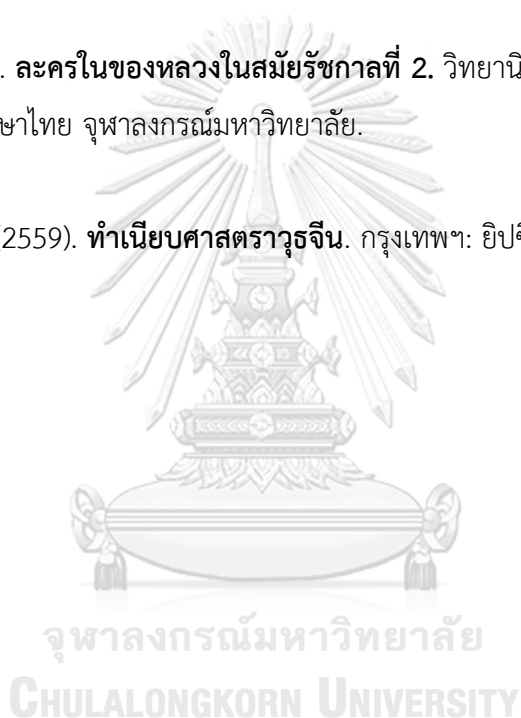 . ละครในของหลวงในสมัยรัชกาลที่ 2. วิทยานิ
ษาไทย จุฬาลงกรณ์มหาวิทยาลัย.
2559). ทำเนียบศาสตราวุธจีน. กรุงเทพฯ: ยิปซี
จุฬาลงกรณ์มหาวิทยาลัย
CHULALONGKORN UNIVERSITY